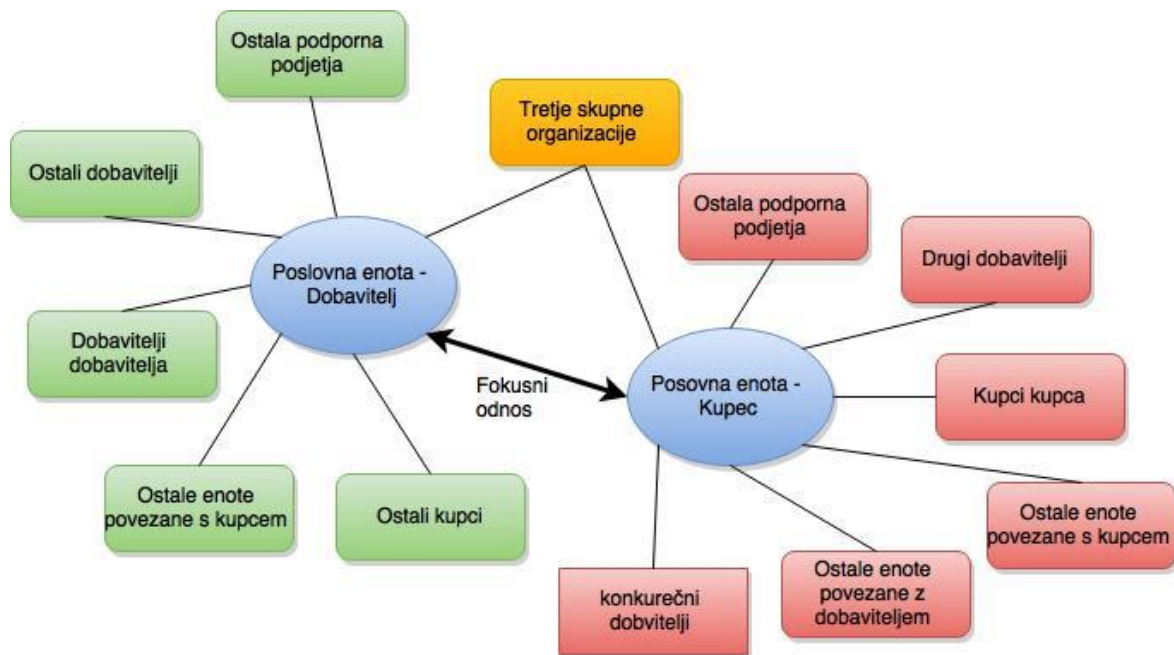 Ostala podporna
podjetja
Tretje skupne
organizacije
Ostali dobavitelji
Ostala podporna
podjetja
Drugi dobavitelji
Poslovna enota -
Dobavitelj
Dobavitelji
dobavitelja
Fokusni
odnos
Posovna enota -
Kupec
Kupci kupca
Ostale enote
povezane s kupcem
Ostali kupci
Ostale enote
povezane s kupcem
Ostale enote
povezane z
dobaviteljem
konkurečni
dobvitelji